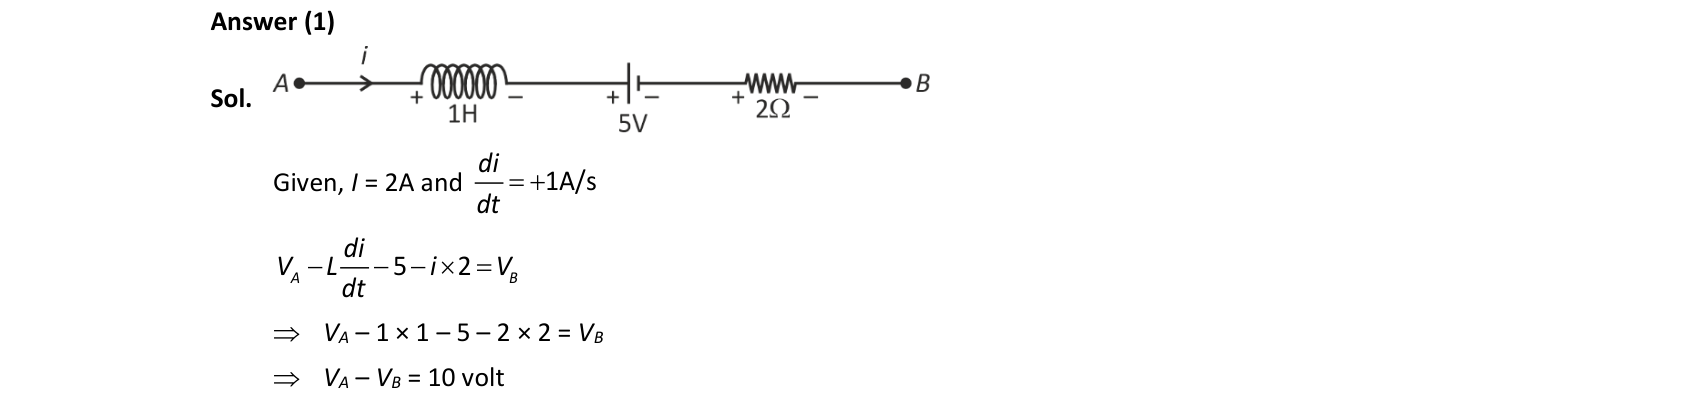 Answer (1)
i
Sol. A B
+ − + − + −
1H 5V 2Ω
Given, I = 2A and di/dt = +1A/s
V_A − L di/dt − 5 − i × 2 = V_B
⇒ V_A – 1 × 1 – 5 – 2 × 2 = V_B
⇒ V_A – V_B = 10 volt